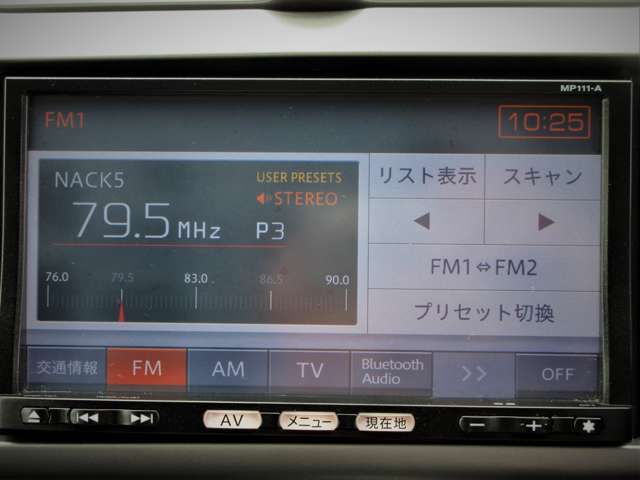 MP111-A
FM1
10:25
NACK5
USER PRESETS
STEREO
79.5 MHz P3
76.0 79.5 83.0 86.5 90.0
リスト表示 スキャン
◀ ▶
FM1⇔FM2
プリセット切換
交通情報 FM AM TV Bluetooth Audio >> OFF
AV メニュー 現在地 − +